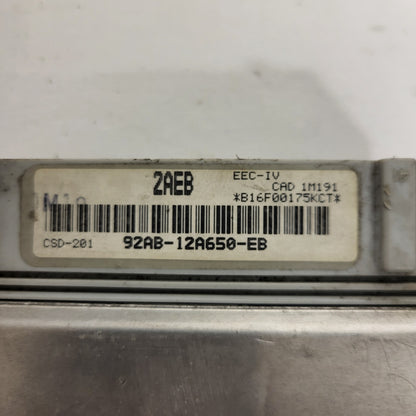 2AEB
EEC-IV
CAD 1M191
*B16F00175KCT*
CSD-201
92AB-12A650-EB